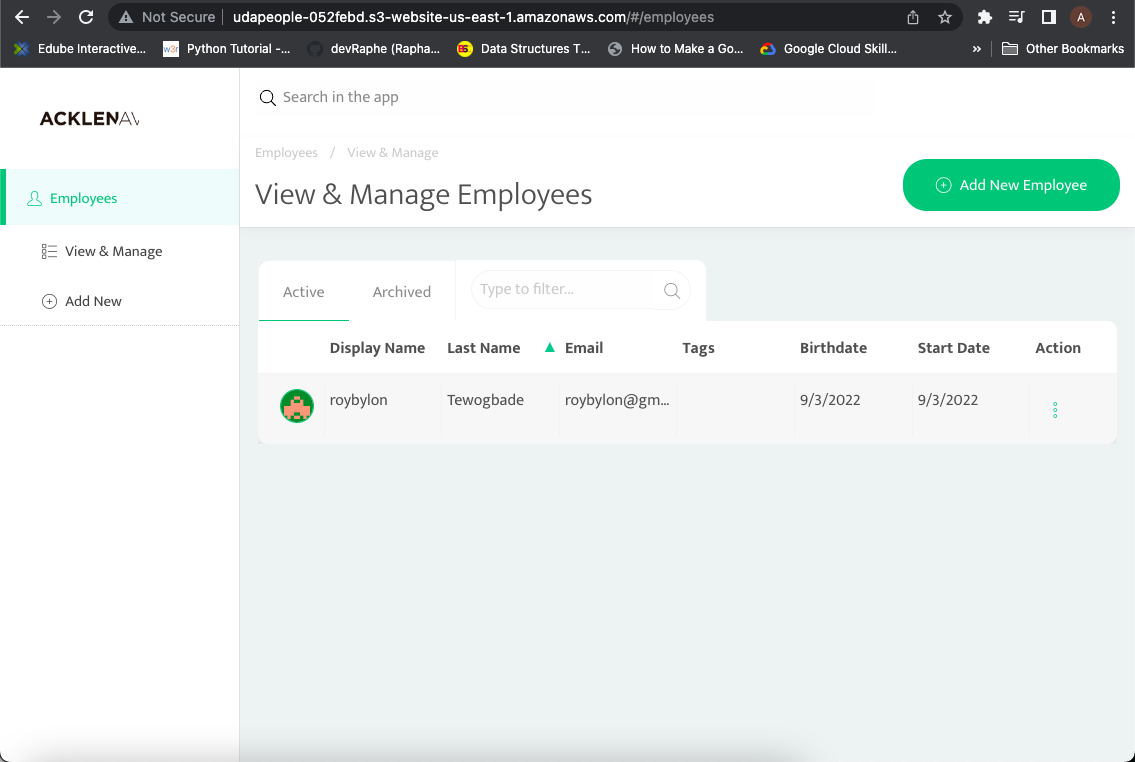 Not Secure udapeople-052febd.s3-website-us-east-1.amazonaws.com/#/employees A
Edube Interactive... w3r Python Tutorial -... devRaphe (Rapha... Data Structures T... How to Make a Go... Google Cloud Skill... » Other Bookmarks
Search in the app
ACKLENAV
Employees / View & Manage
View & Manage Employees
Add New Employee
Employees
View & Manage
Add New
Active Archived Type to filter...
Display Name Last Name Email Tags Birthdate Start Date Action
roybylon Tewogbade roybylon@gm... 9/3/2022 9/3/2022